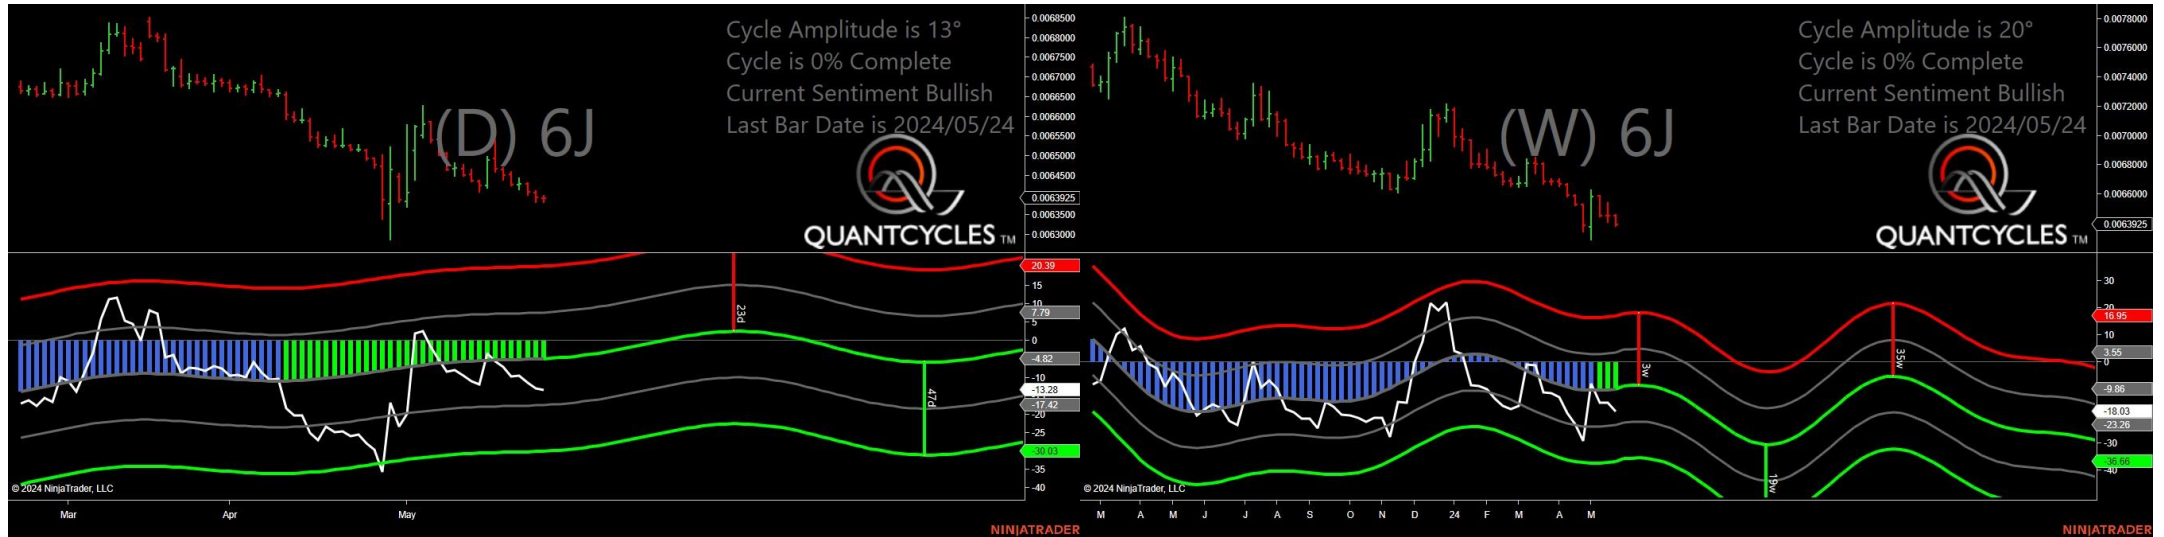 Cycle Amplitude is 13°
Cycle is 0% Complete
Current Sentiment Bullish
Last Bar Date is 2024/05/24
(D) 6J
QUANTCYCLES TM
0.0068500
0.0068000
0.0067500
0.0067000
0.0066500
0.0066000
0.0065500
0.0065000
0.0064500
0.0063925
0.0063500
0.0063000
20.39
15
10
7.79
5
0
-4.82
-10
-13.28
-17.42
-20
-25
-30.03
-35
-40
23d
47d
© 2024 NinjaTrader, LLC
Mar Apr May
NINJATRADER
Cycle Amplitude is 20°
Cycle is 0% Complete
Current Sentiment Bullish
Last Bar Date is 2024/05/24
(W) 6J
QUANTCYCLES TM
0.0078000
0.0076000
0.0074000
0.0072000
0.0070000
0.0068000
0.0066000
0.0063925
30
20
16.95
10
3.55
0
-9.86
-18.03
-23.26
-30
-36.66
-40
3w
19w
35w
© 2024 NinjaTrader, LLC
M A M J J A S O N D 24 F M A M
NINJATRADER